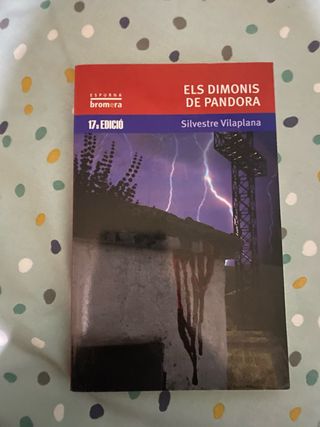 ESPURNA
bromera
ELS DIMONIS
DE PANDORA
17a EDICIÓ
Silvestre Vilaplana